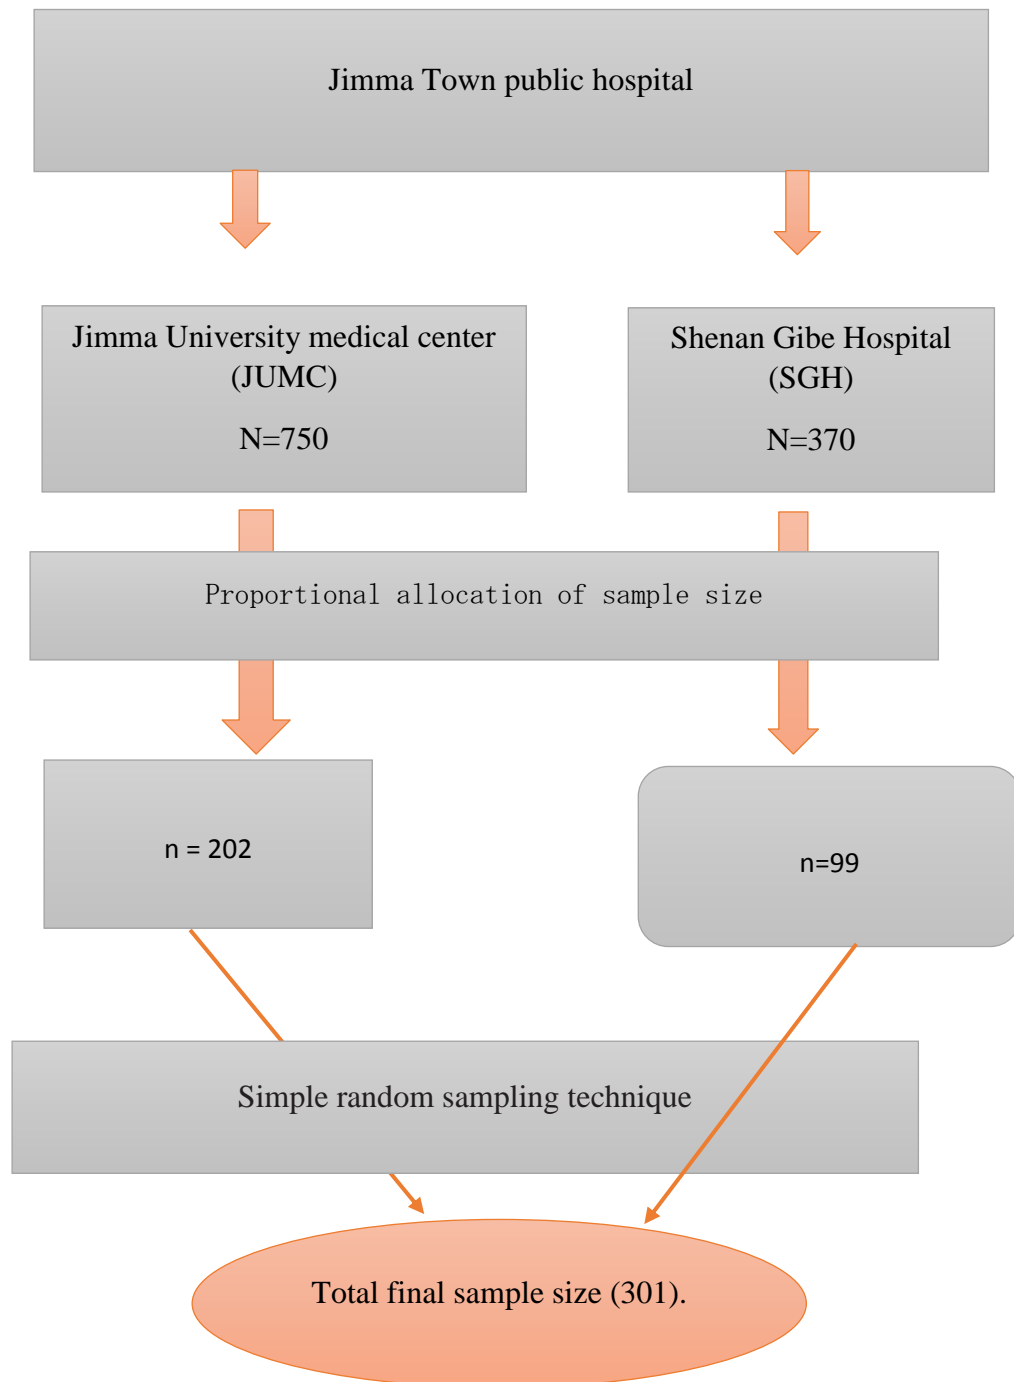 Jimma Town public hospital
Jimma University medical center
(JUMC)
N=750
Shenan Gibe Hospital
(SGH)
N=370
Proportional allocation of sample size
n = 202
n=99
Simple random sampling technique
Total final sample size (301).